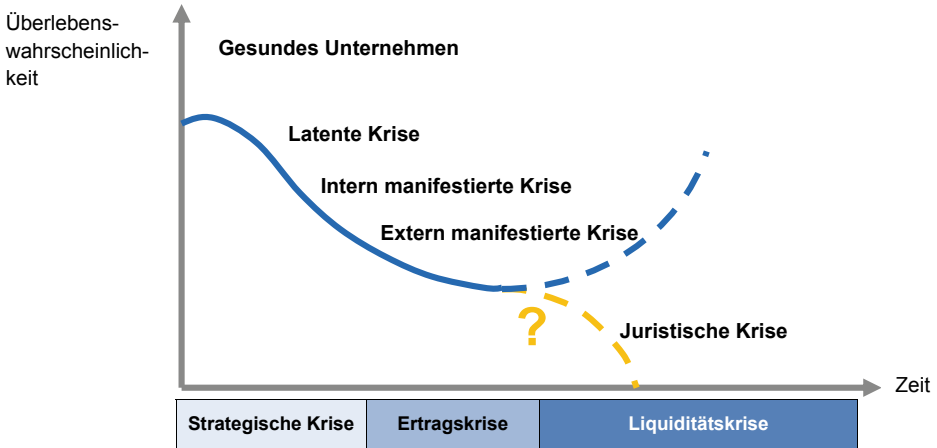 Überlebens-
wahrscheinlich-
keit
Gesundes Unternehmen
Latente Krise
Intern manifestierte Krise
Extern manifestierte Krise
?
Juristische Krise
Zeit
Strategische Krise
Ertragskrise
Liquiditätskrise